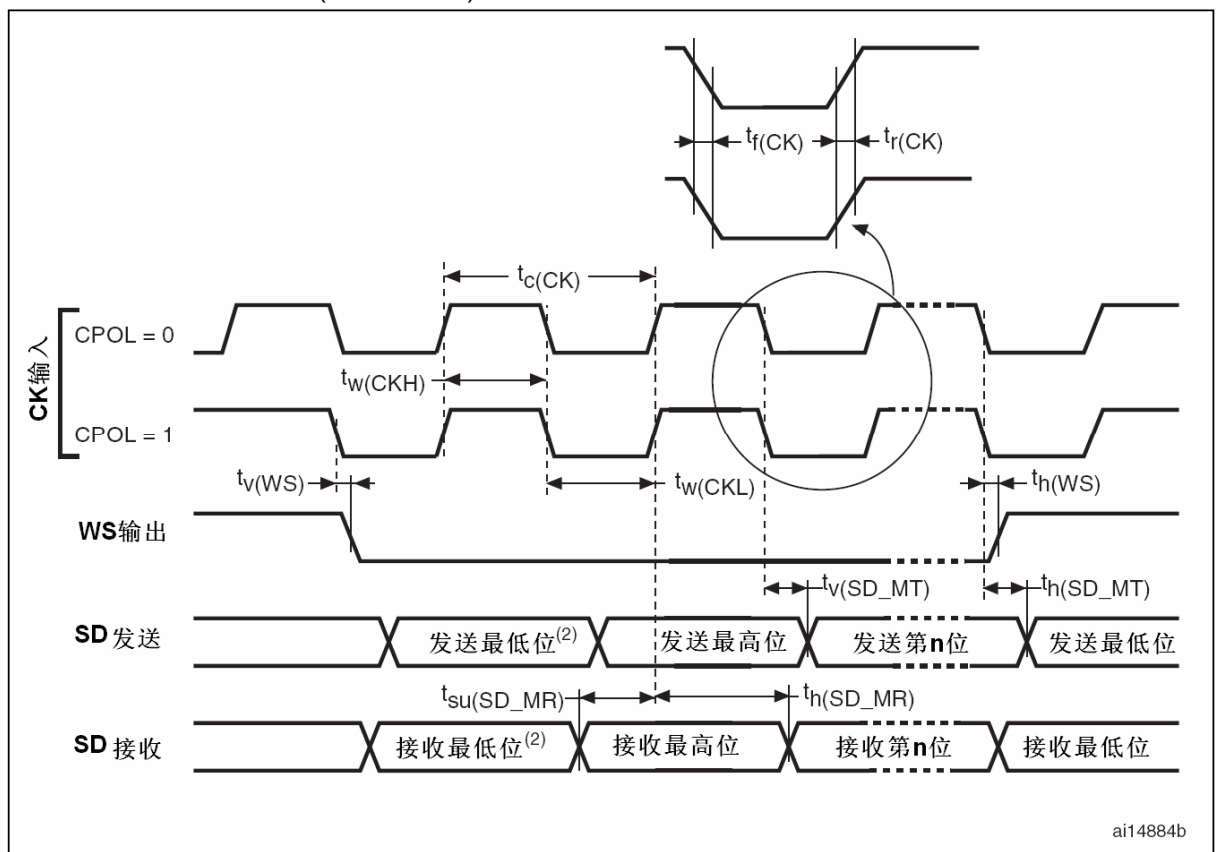 tf(CK)
tr(CK)
tc(CK)
CK输入
CPOL = 0
tw(CKH)
CPOL = 1
tv(WS)
tw(CKL)
th(WS)
WS输出
tv(SD_MT)
th(SD_MT)
SD 发送
发送最低位(2)
发送最高位
发送第n位
发送最低位
tsu(SD_MR)
th(SD_MR)
SD 接收
接收最低位(2)
接收最高位
接收第n位
接收最低位
ai14884b